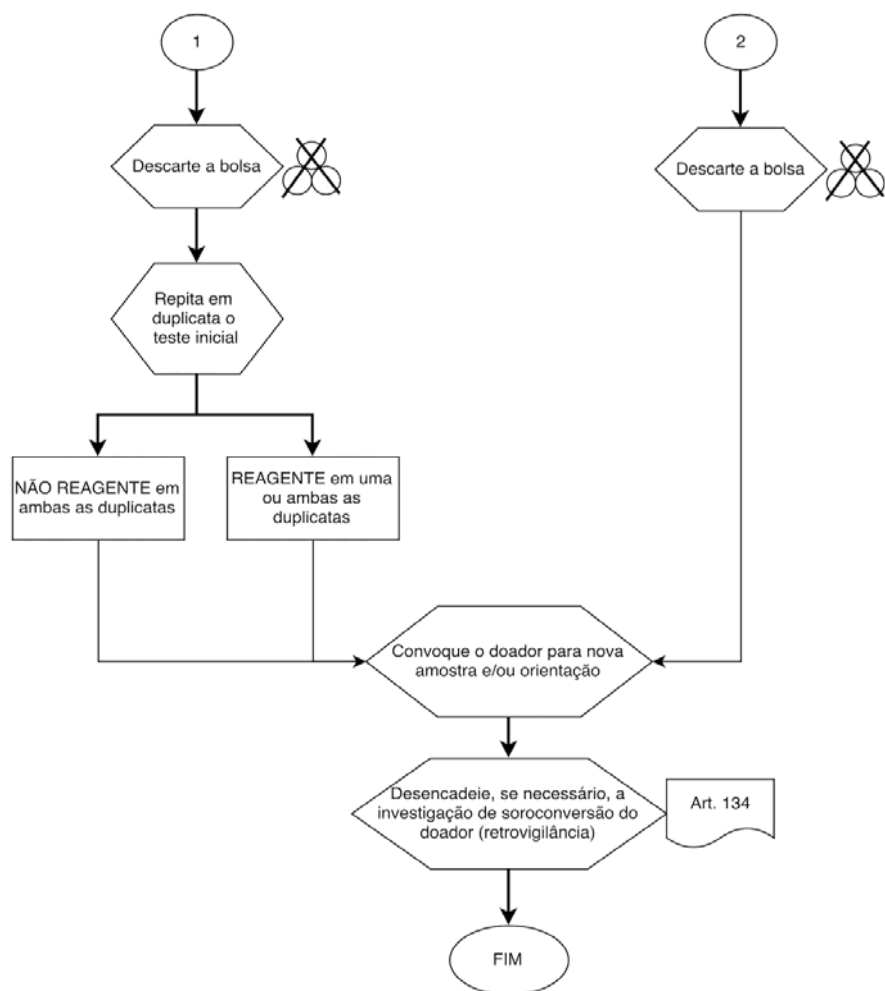 1
2
Descarte a bolsa
Descarte a bolsa
Repita em
duplicata o
teste inicial
NÃO REAGENTE em
ambas as duplicatas
REAGENTE em uma
ou ambas as
duplicatas
Convoque o doador para nova
amostra e/ou orientação
Desencadeie, se necessário, a
investigação de soroconversão do
doador (retrovigilância)
Art. 134
FIM